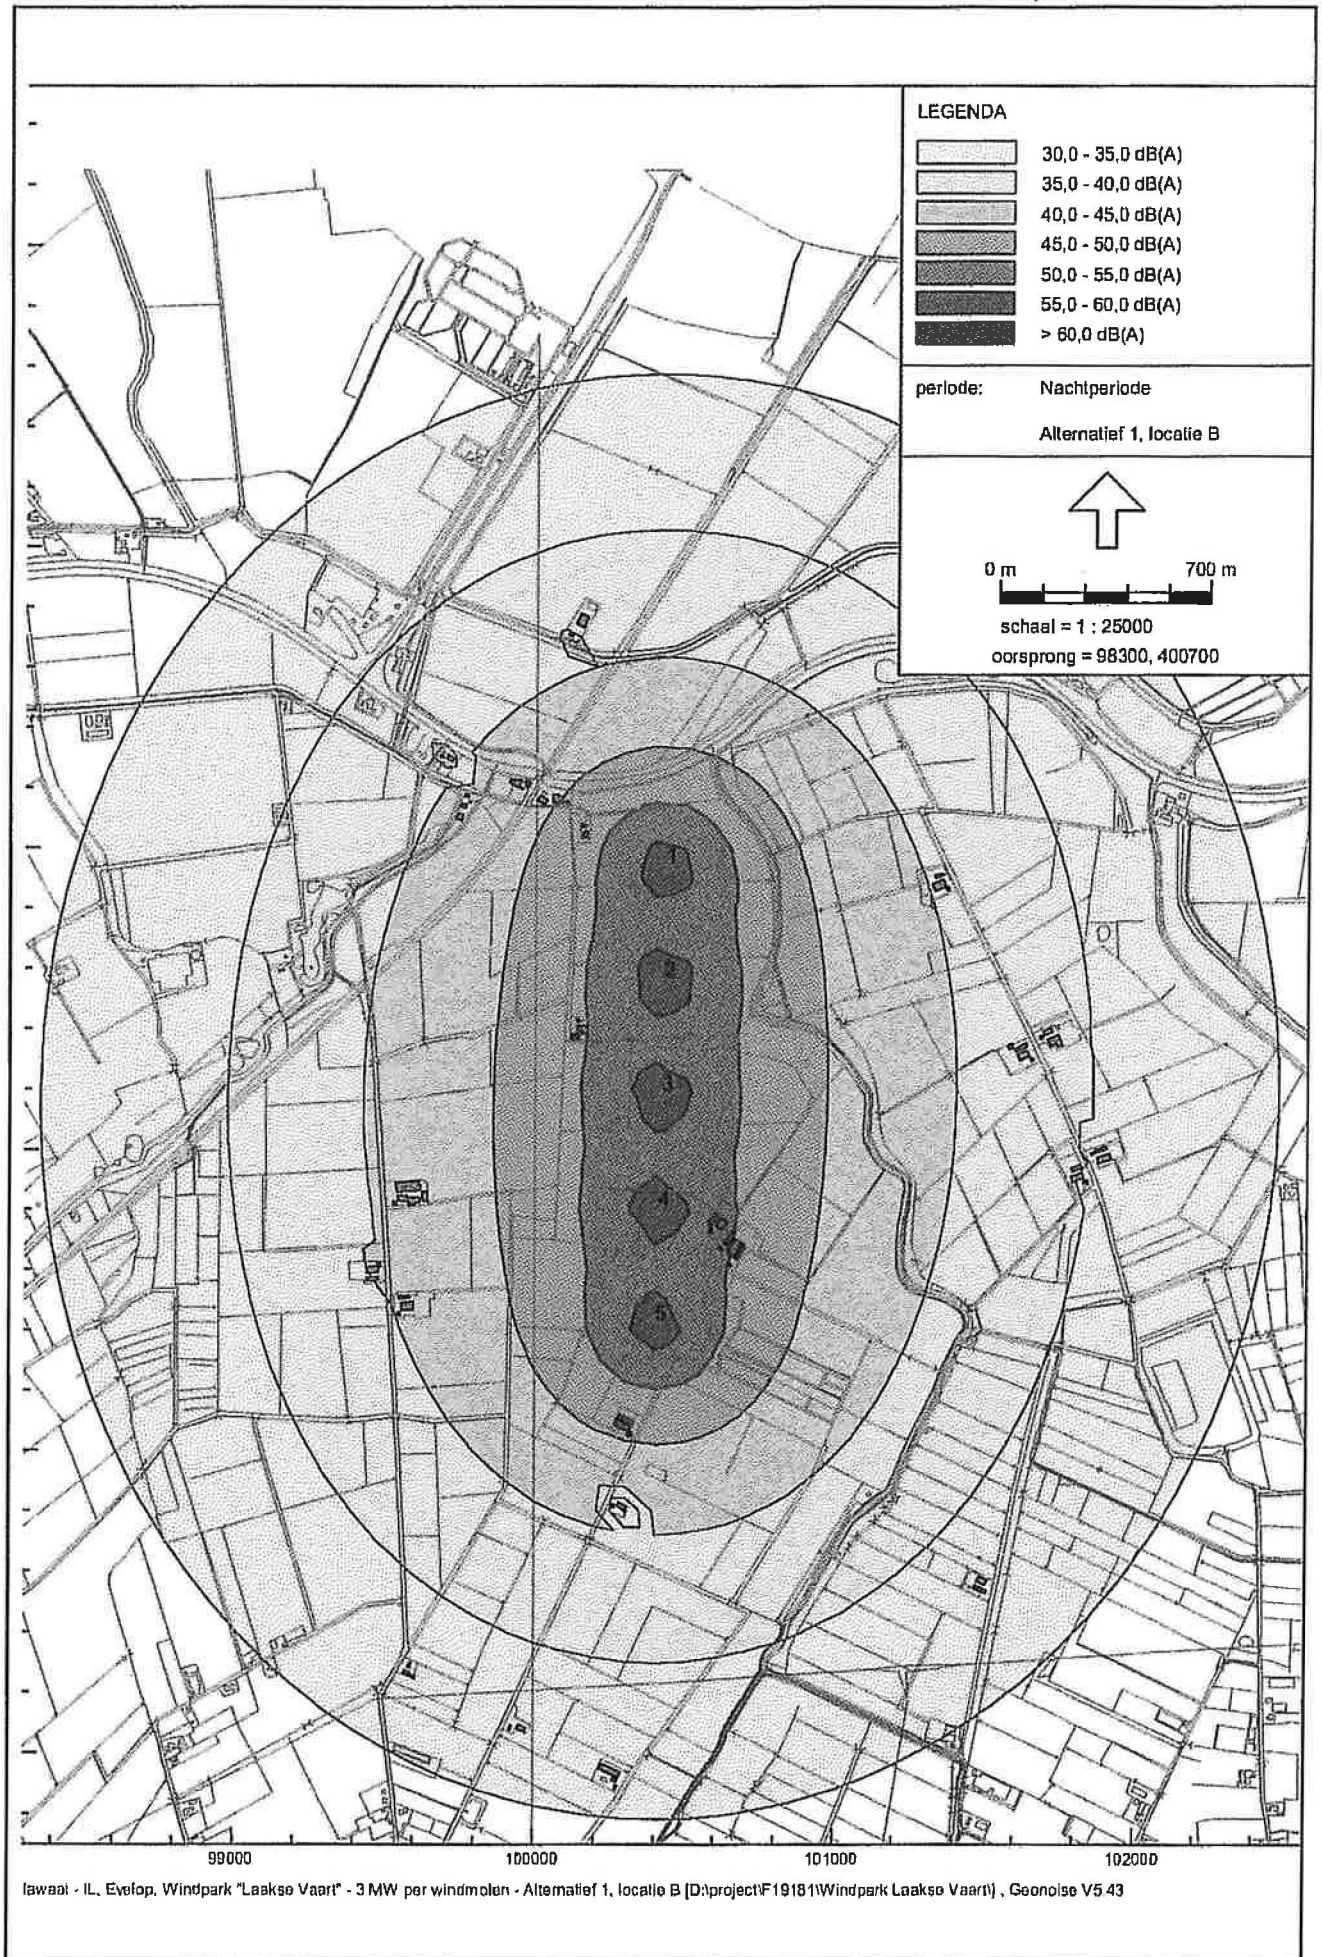 LEGENDA
30,0 - 35,0 dB(A)
35,0 - 40,0 dB(A)
40,0 - 45,0 dB(A)
45,0 - 50,0 dB(A)
50,0 - 55,0 dB(A)
55,0 - 60,0 dB(A)
> 60,0 dB(A)
periode: Nachtperiode
Alternatief 1, locatie B
0 m 700 m
schaal = 1 : 25000
oorsprong = 98300, 400700
1
2
3
4
5
99000 100000 101000 102000
lawaai - IL, Evefop, Windpark "Laakse Vaart" - 3 MW per windmolen - Alternatief 1, locatie B [D:\project\F19181\Windpark Laakse Vaart\] , Geonoise V5.43